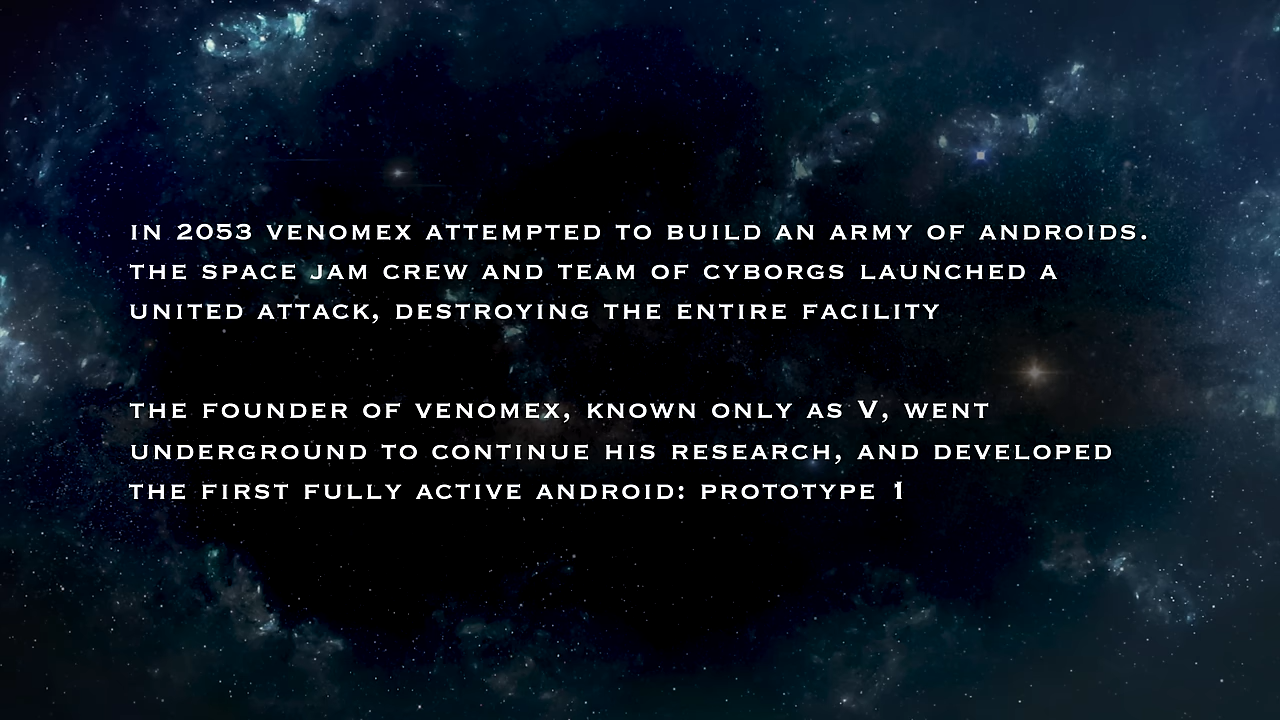 IN 2053 VENOMEX ATTEMPTED TO BUILD AN ARMY OF ANDROIDS.
THE SPACE JAM CREW AND TEAM OF CYBORGS LAUNCHED A
UNITED ATTACK, DESTROYING THE ENTIRE FACILITY
THE FOUNDER OF VENOMEX, KNOWN ONLY AS V, WENT
UNDERGROUND TO CONTINUE HIS RESEARCH, AND DEVELOPED
THE FIRST FULLY ACTIVE ANDROID: PROTOTYPE 1